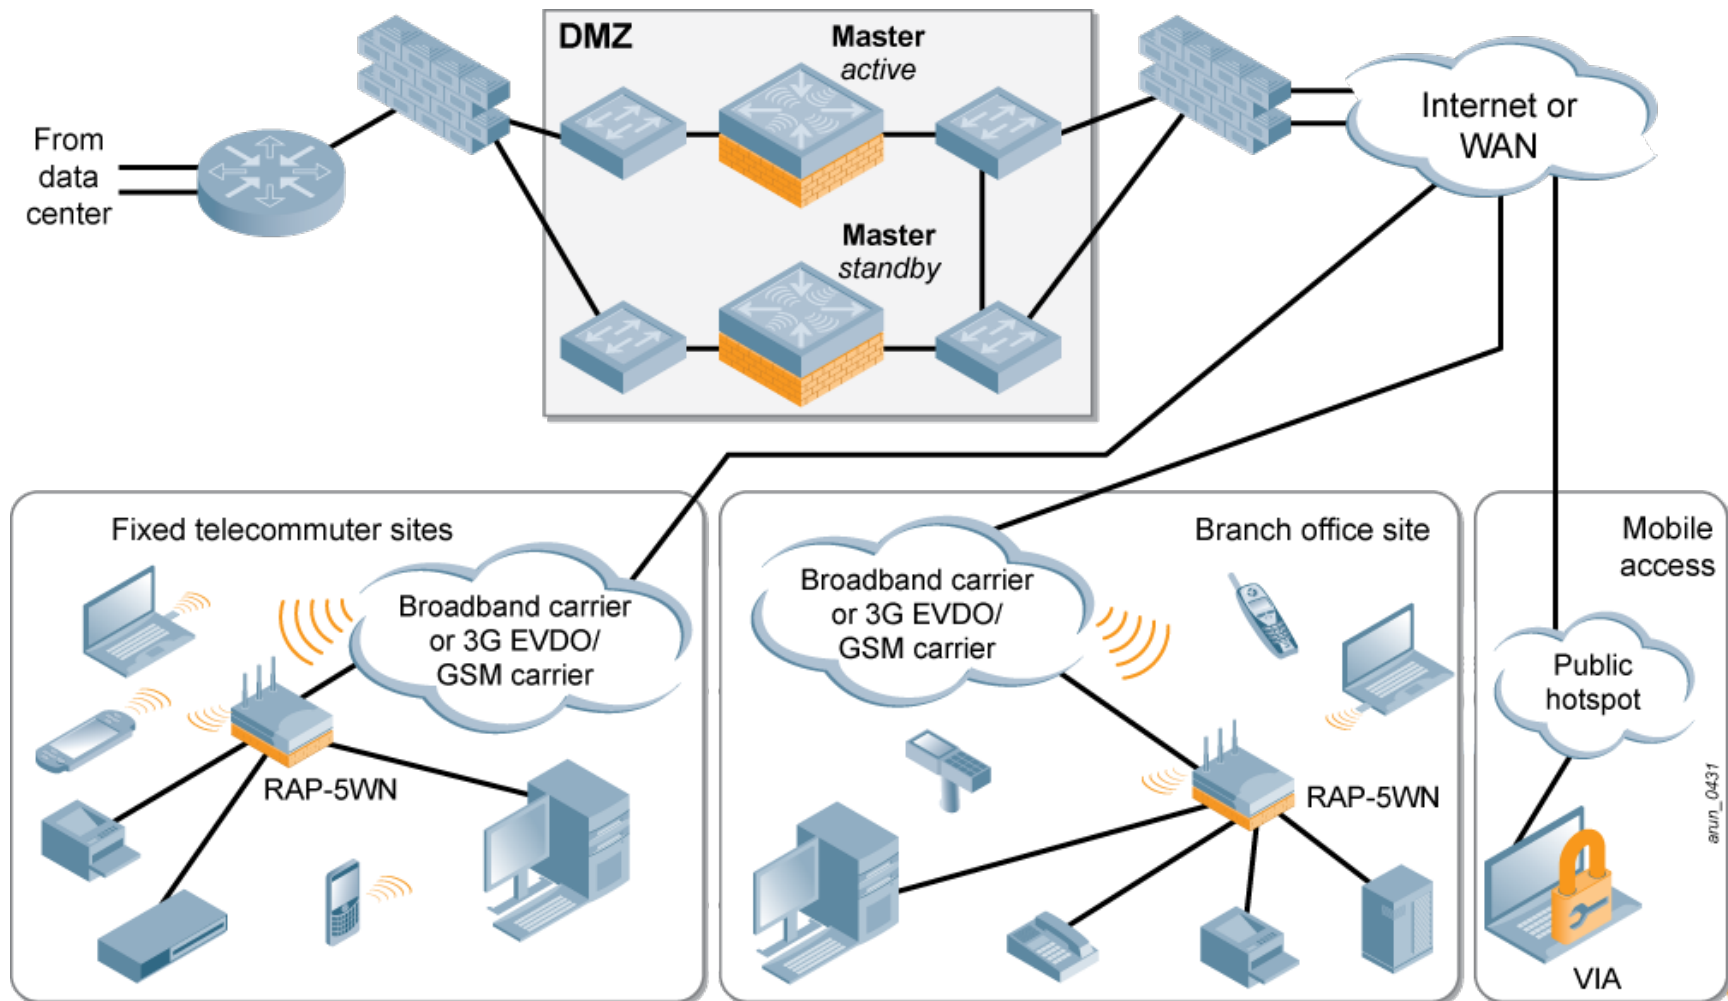 DMZ
Master
active
Internet or
WAN
From
data
center
Master
standby
Fixed telecommuter sites
Broadband carrier
or 3G EVDO/
GSM carrier
RAP-5WN
Branch office site
Broadband carrier
or 3G EVDO/
GSM carrier
RAP-5WN
Mobile
access
Public
hotspot
VIA
arun_0431